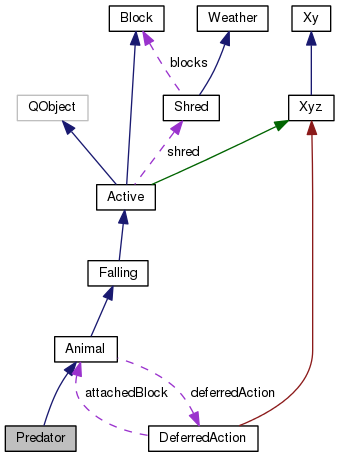 Block
Weather
Xy
blocks
QObject
Shred
Xyz
shred
Active
Falling
Animal
attachedBlock
deferredAction
Predator
DeferredAction